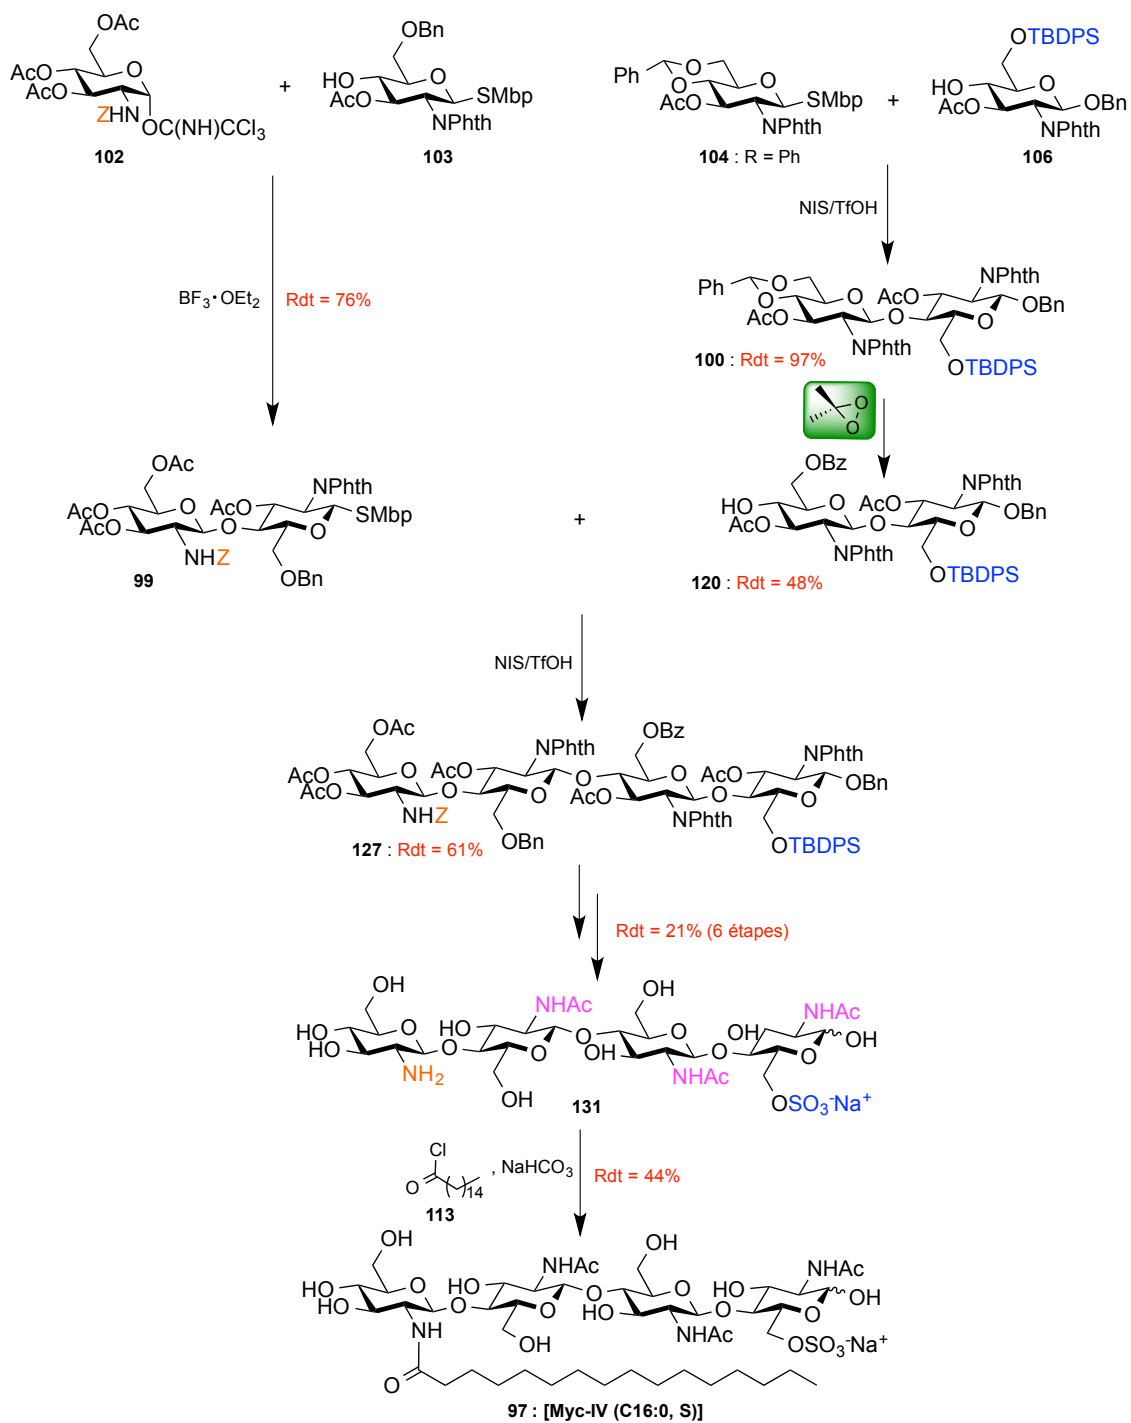 OAc
AcO
AcO
O
ZHN
OC(NH)CCl3
102
+
OBn
HO
O
AcO
SMbp
NPhth
103
Ph
O
O
O
AcO
SMbp
NPhth
104 : R = Ph
+
OTBDPS
HO
O
AcO
OBn
NPhth
106
BF3•OEt2
Rdt = 76%
NIS/TfOH
Ph
O
O
O
AcO
NPhth
O
AcO
NPhth
O
OBn
OTBDPS
100 : Rdt = 97%
O
O
OAc
AcO
AcO
O
NHZ
O
AcO
NPhth
O
SMbp
OBn
99
+
OBz
HO
O
AcO
NPhth
O
AcO
NPhth
O
OBn
OTBDPS
120 : Rdt = 48%
NIS/TfOH
OAc
AcO
AcO
O
NHZ
O
AcO
NPhth
O
OBn
O
OBz
O
AcO
NPhth
O
AcO
NPhth
O
OBn
OTBDPS
127 : Rdt = 61%
Rdt = 21% (6 étapes)
OH
HO
HO
O
NH2
O
HO
NHAc
O
OH
O
OH
O
HO
NHAc
O
HO
NHAc
O
OH
OSO3-Na+
131
Cl
O
14
, NaHCO3
113
Rdt = 44%
OH
HO
HO
O
NH
O
O
HO
NHAc
O
OH
O
OH
O
HO
NHAc
O
HO
NHAc
O
OH
OSO3-Na+
97 : [Myc-IV (C16:0, S)]